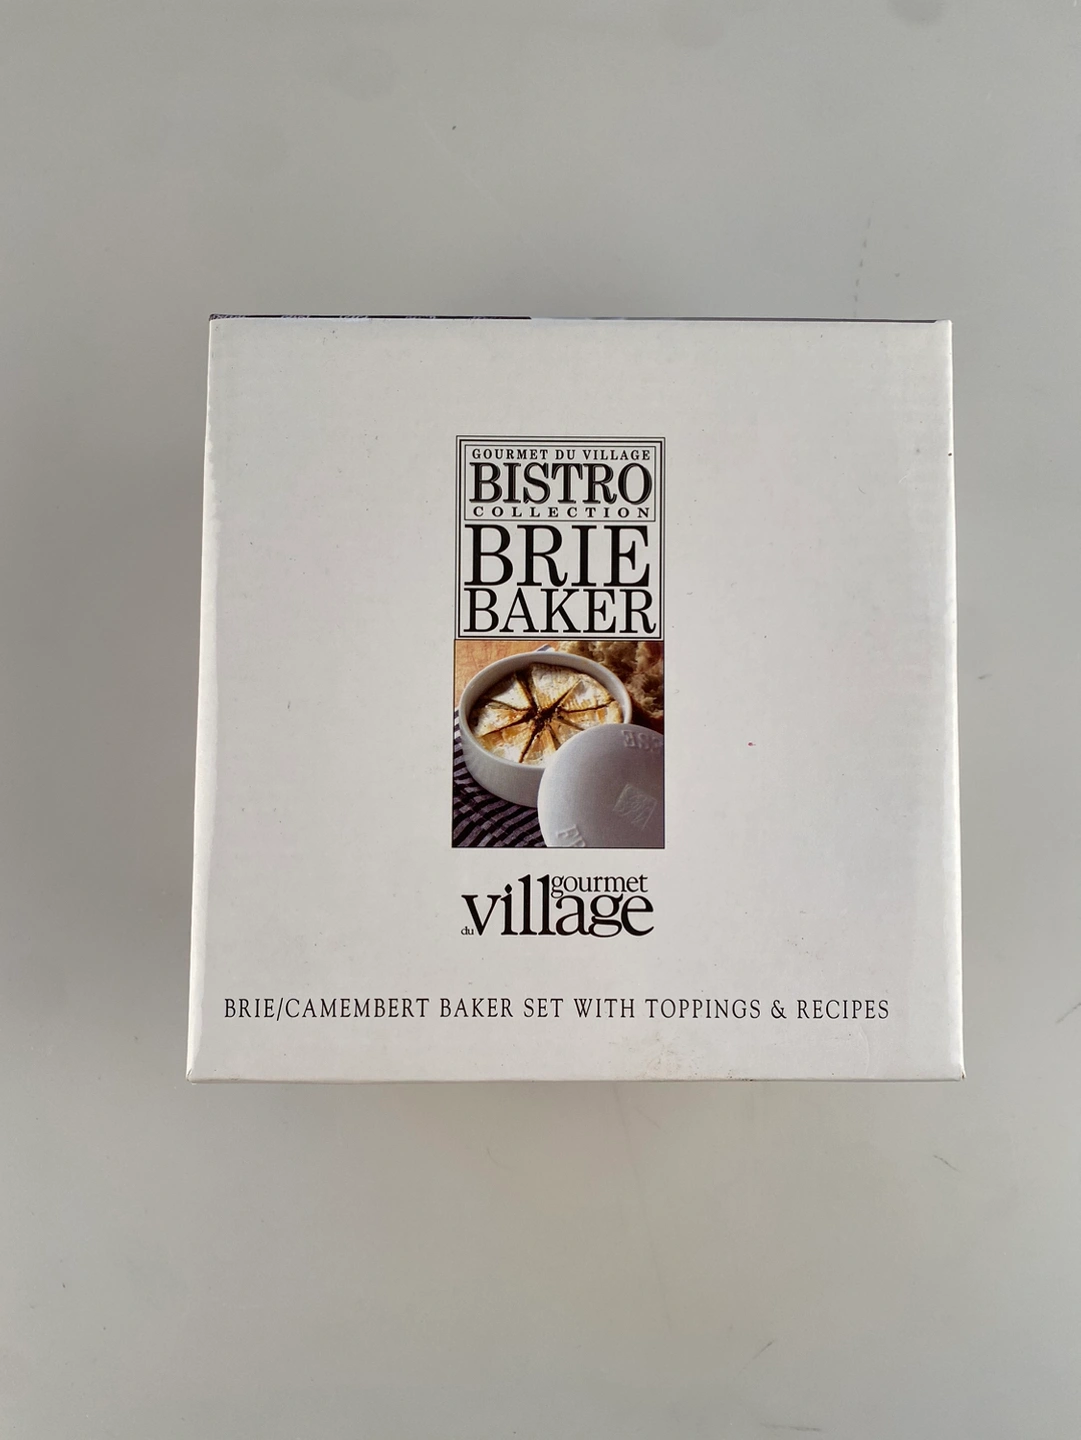 GOURMET DU VILLAGE
BISTRO
COLLECTION
BRIE
BAKER
gourmet
du village
BRIE/CAMEMBERT BAKER SET WITH TOPPINGS & RECIPES